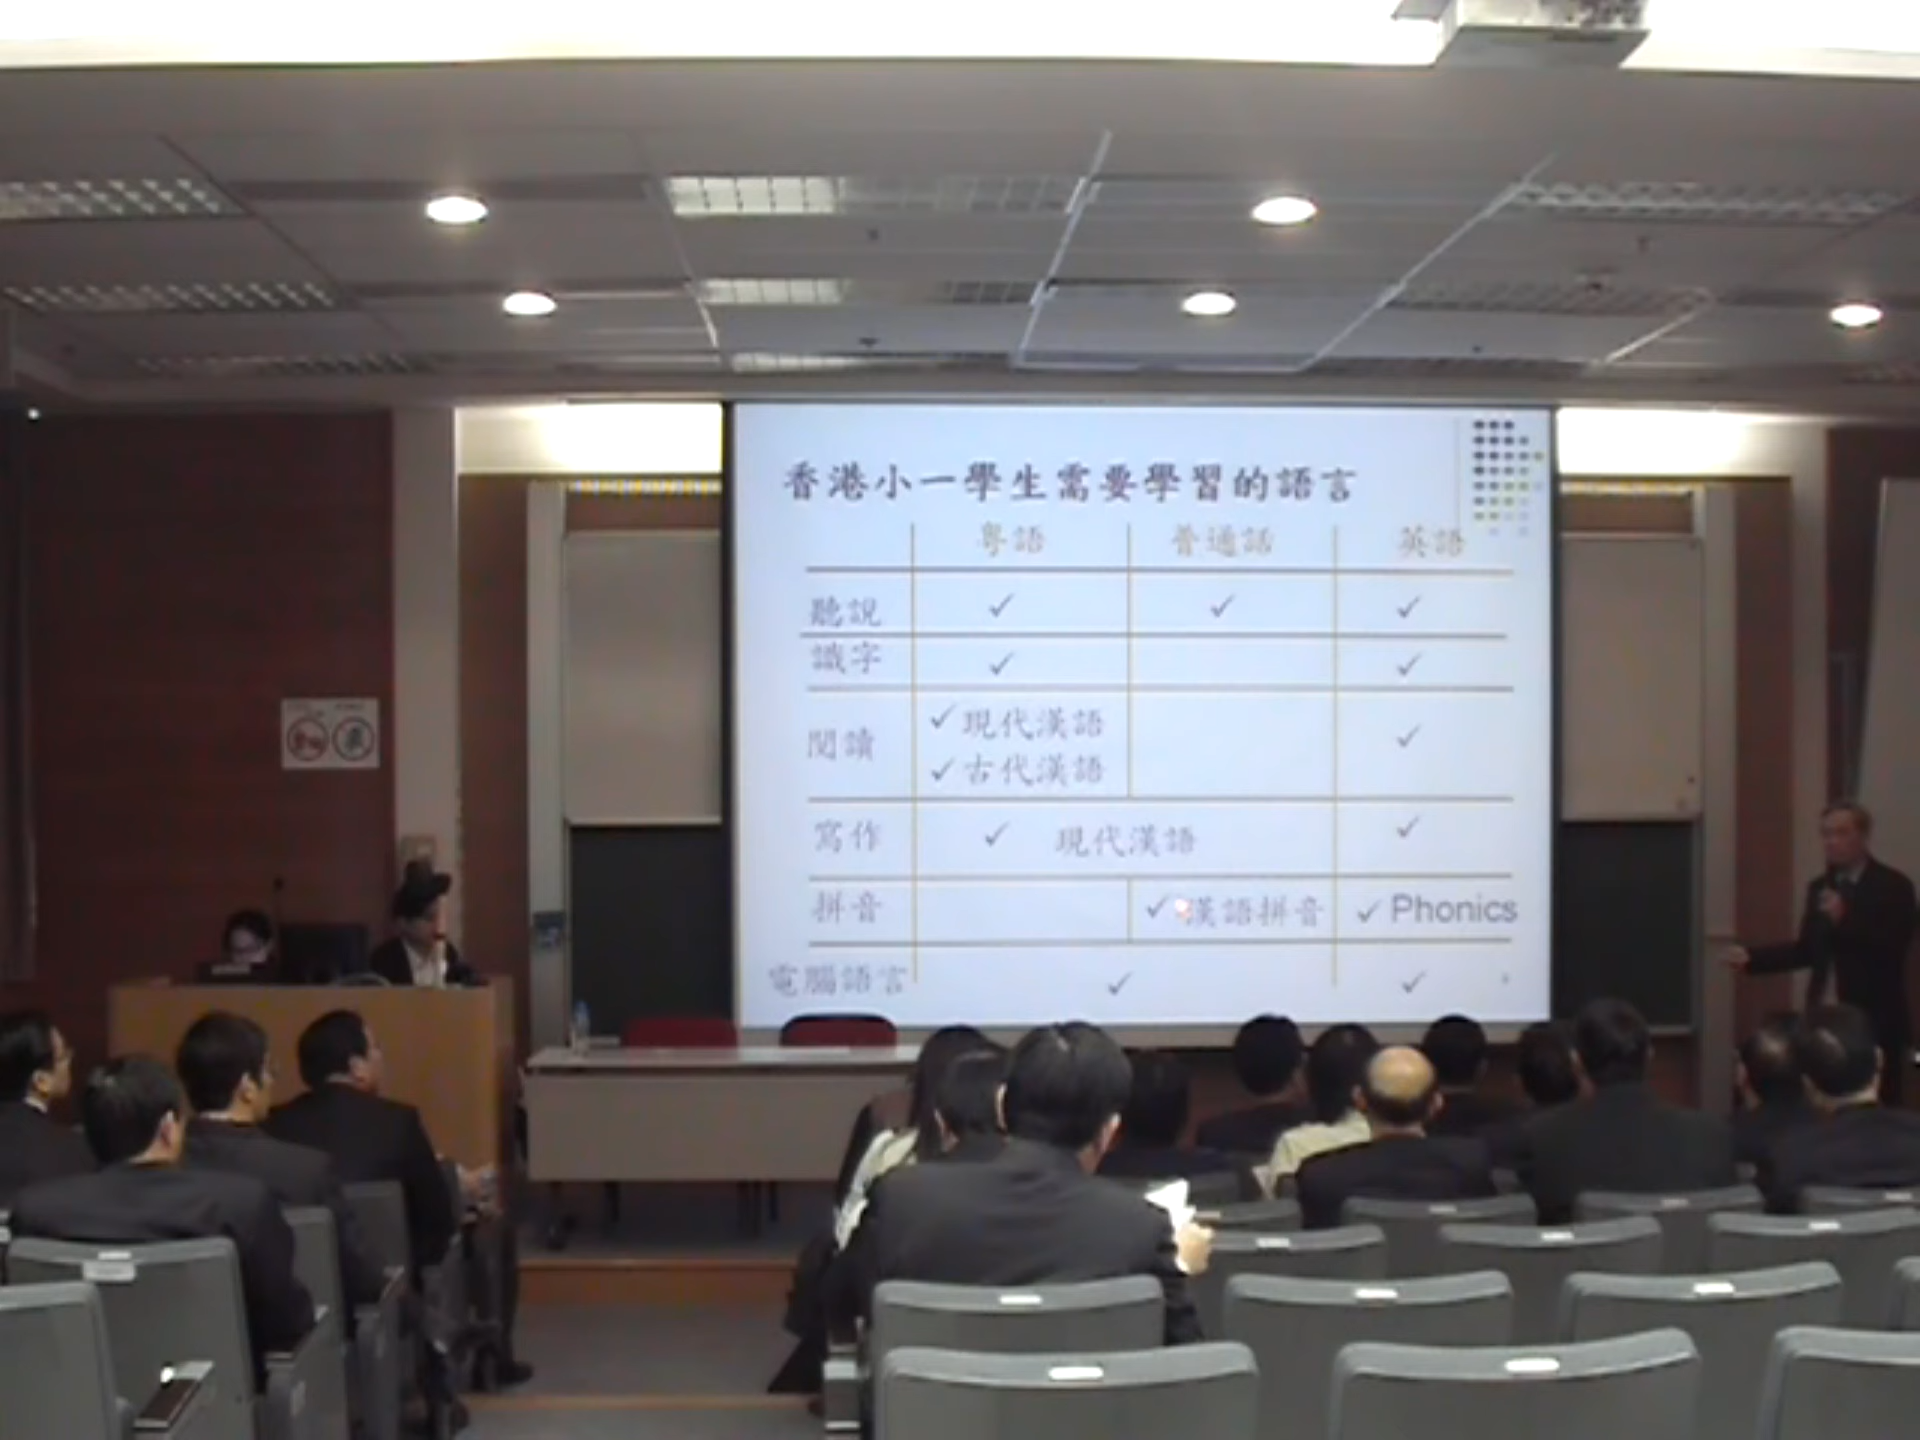 香港小一學生需要學習的語言
粵語 普通話 英語
聽說 ✓ ✓ ✓
識字 ✓ ✓
閱讀 ✓現代漢語 ✓
✓古代漢語
寫作 ✓ 現代漢語 ✓
拼音 ✓漢語拼音 ✓Phonics
電腦語言 ✓ ✓